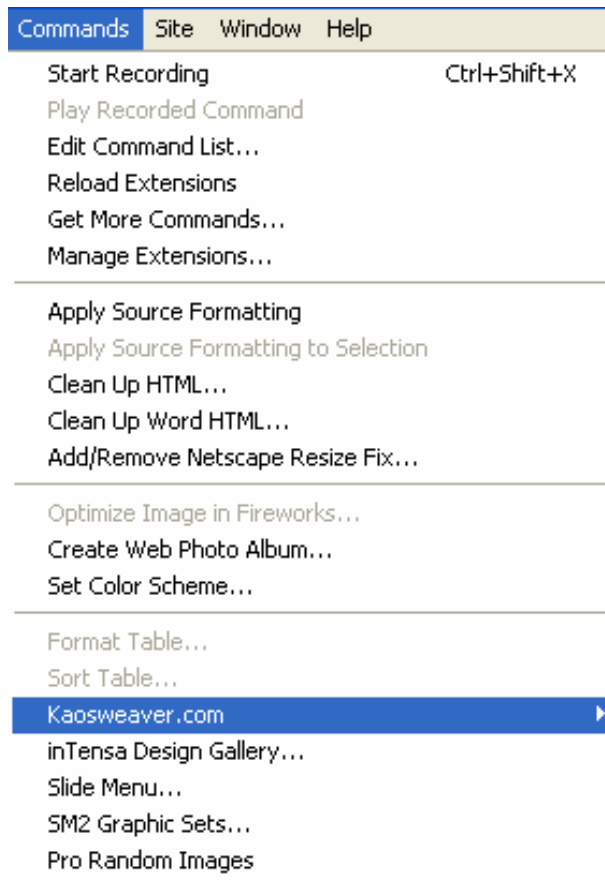 Commands Site Window Help
Start Recording Ctrl+Shift+X
Play Recorded Command
Edit Command List...
Reload Extensions
Get More Commands...
Manage Extensions...
Apply Source Formatting
Apply Source Formatting to Selection
Clean Up HTML...
Clean Up Word HTML...
Add/Remove Netscape Resize Fix...
Optimize Image in Fireworks...
Create Web Photo Album...
Set Color Scheme...
Format Table...
Sort Table...
Kaosweaver.com
inTensa Design Gallery...
Slide Menu...
SM2 Graphic Sets...
Pro Random Images